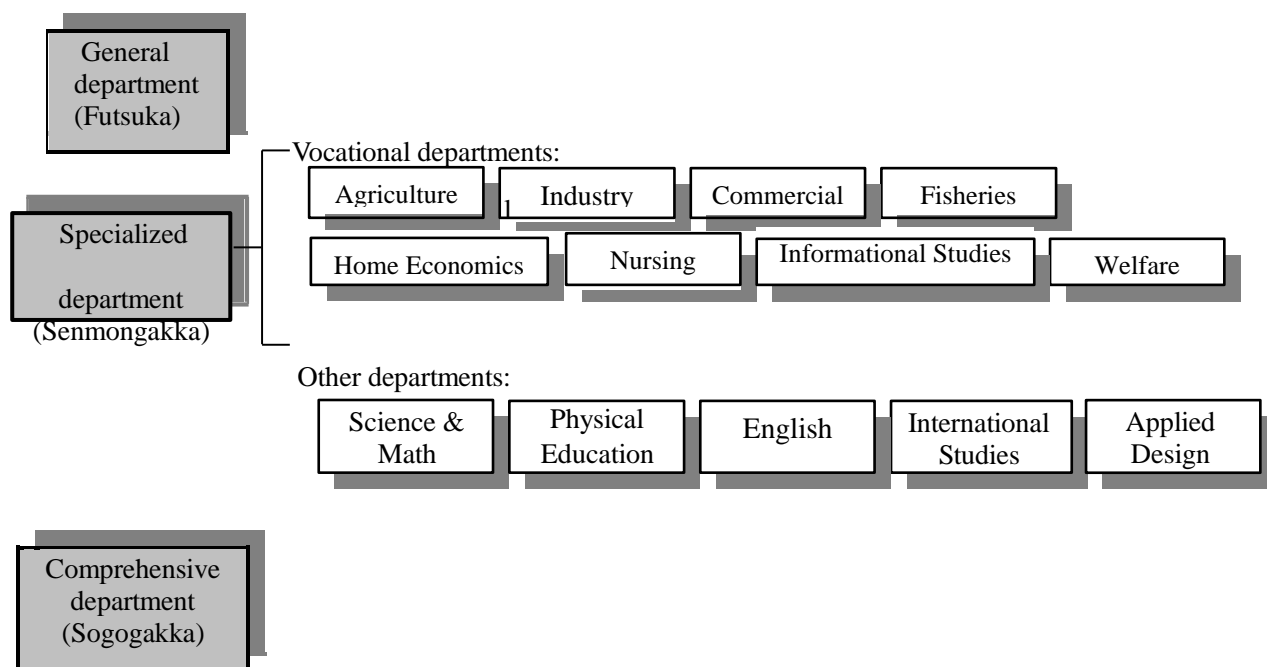 General
department
(Futsuka)
Vocational departments:
Agriculture
l
Industry
Commercial
Fisheries
Specialized
department
(Senmongakka)
Home Economics
Nursing
Informational Studies
Welfare
Other departments:
Science &
Math
Physical
Education
English
International
Studies
Applied
Design
Comprehensive
department
(Sogogakka)